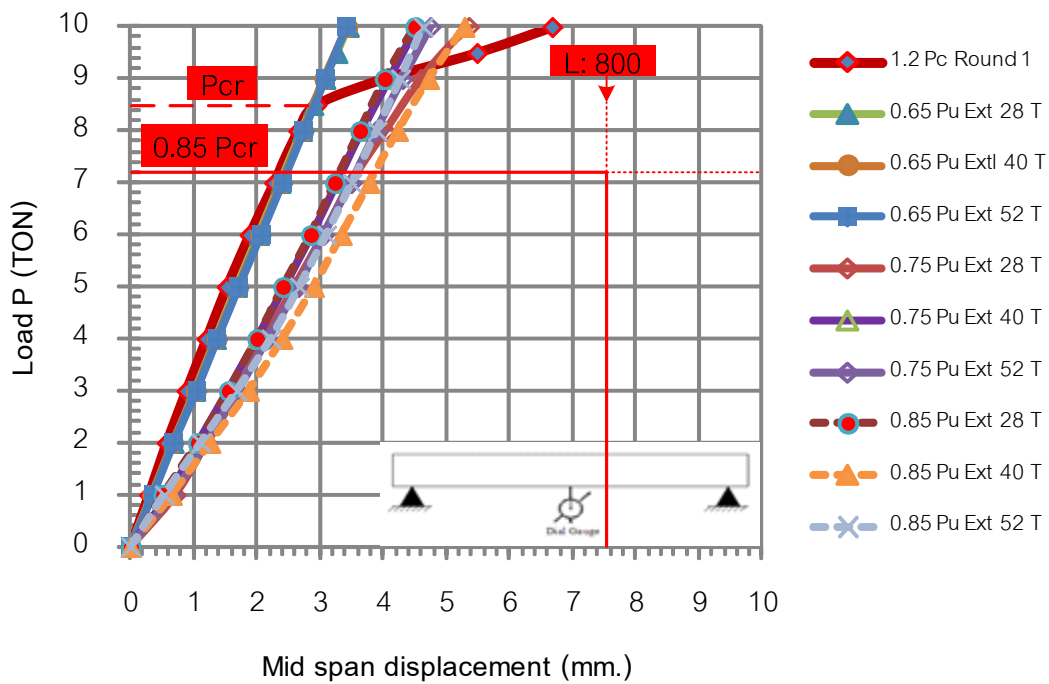 10
9
8
7
6
5
4
3
2
1
0
Load P (TON)
Pcr
0.85 Pcr
L: 800
Dial Gauge
0 1 2 3 4 5 6 7 8 9 10
Mid span displacement (mm.)
1.2 Pc Round 1
0.65 Pu Ext 28 T
0.65 Pu Extl 40 T
0.65 Pu Ext 52 T
0.75 Pu Ext 28 T
0.75 Pu Ext 40 T
0.75 Pu Ext 52 T
0.85 Pu Ext 28 T
0.85 Pu Ext 40 T
0.85 Pu Ext 52 T